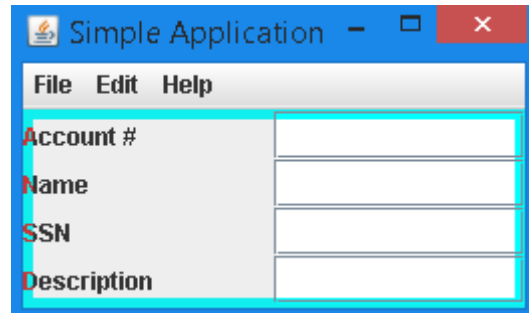 Simple Application
File Edit Help
Account #
Name
SSN
Description